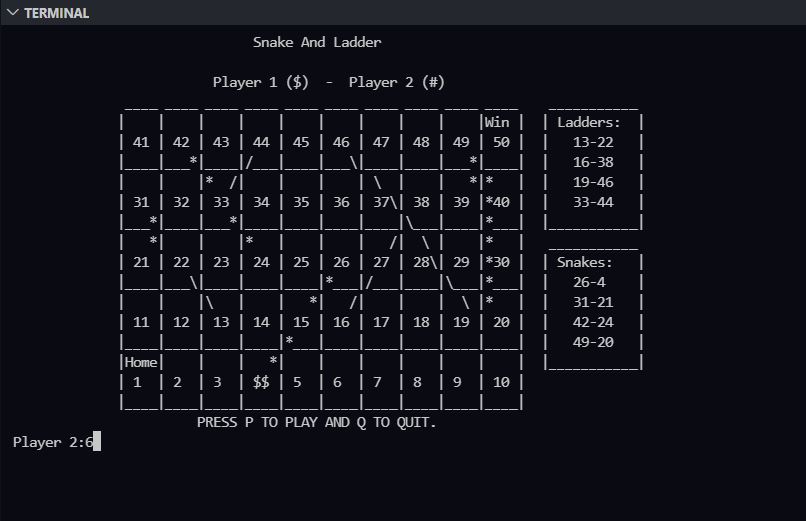 TERMINAL
Snake And Ladder
Player 1 ($) - Player 2 (#)
Win
41 42 43 44 45 46 47 48 49 50
31 32 33 34 35 36 37 38 39 40
21 22 23 24 25 26 27 28 29 30
11 12 13 14 15 16 17 18 19 20
Home
1 2 3 $$ 5 6 7 8 9 10
Ladders:
13-22
16-38
19-46
33-44
Snakes:
26-4
31-21
42-24
49-20
PRESS P TO PLAY AND Q TO QUIT.
Player 2:6